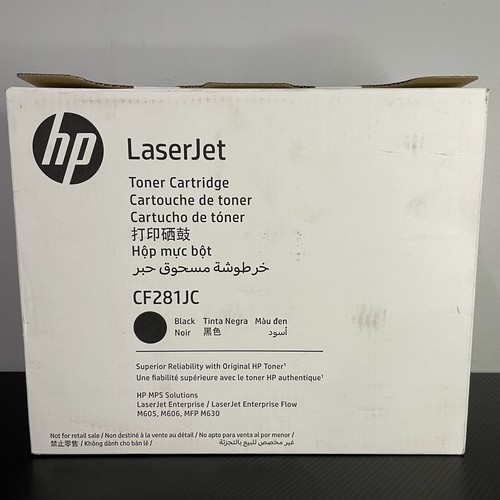 hp
LaserJet
Toner Cartridge
Cartouche de toner
Cartucho de tóner
打印硒鼓
Hộp mực bột
خرطوشة مسحوق حبر
CF281JC
Black Tinta Negra Màu đen
Noir 黑色 أسود
Superior Reliability with Original HP Toner¹
Une fiabilité supérieure avec le toner HP authentique¹
HP MPS Solutions
LaserJet Enterprise / LaserJet Enterprise Flow
M605, M606, MFP M630
Not for retail sale / Non destiné à la vente au détail / No apto para venta al por menor /
禁止零售 / Không dành cho bán lẻ / غير مخصص للبيع بالتجزئة